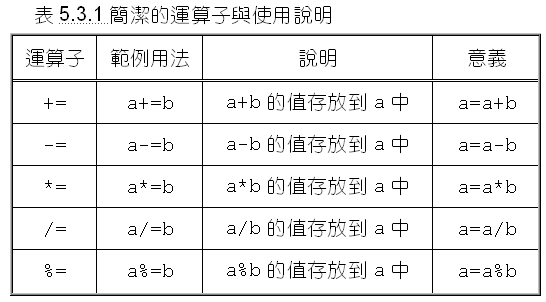 表 5.3.1 簡潔的運算子與使用說明
運算子 範例用法 說明 意義
+= a+=b a+b 的值存放到 a 中 a=a+b
-= a-=b a-b 的值存放到 a 中 a=a-b
*= a*=b a*b 的值存放到 a 中 a=a*b
/= a/=b a/b 的值存放到 a 中 a=a/b
%= a%=b a%b 的值存放到 a 中 a=a%b